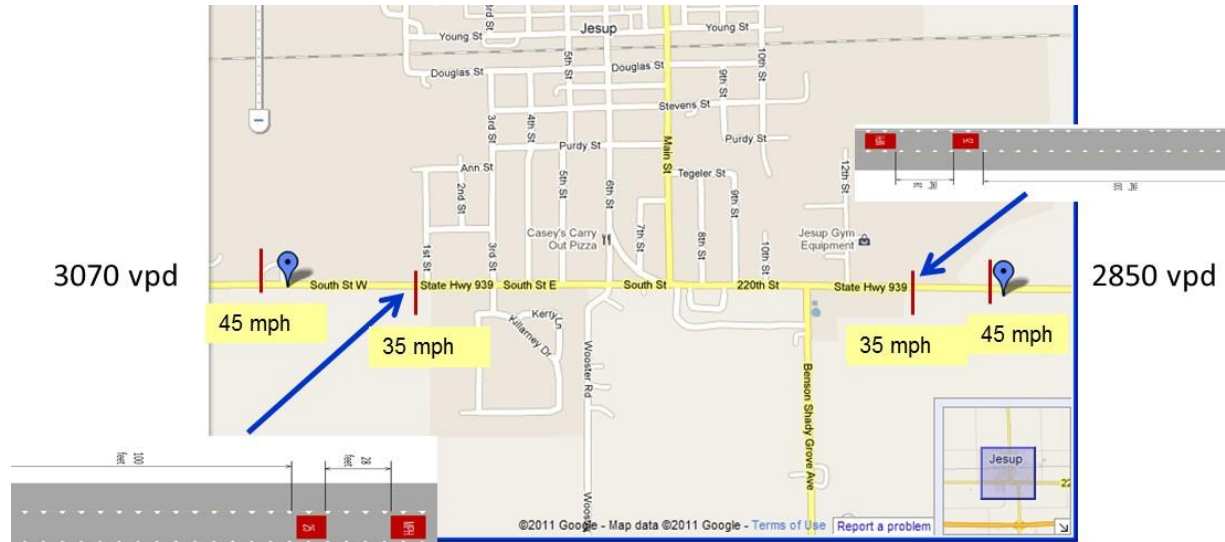 3rd St
5th St
Jesup
Young St
Young St
10th St
Douglas St
Douglas St
9th St
Stevens St
3rd St
4th St
Purdy St
5th St
6th St
Main St
Purdy St
Ann St
2nd St
Tegeler St
12th St
1st St
3rd St
Casey's Carry
Out Pizza
7th St
8th St
9th St
10th St
Jesup Gym
Equipment
3070 vpd
South St W
State Hwy 939
South St E
South St
220th St
State Hwy 939
2850 vpd
45 mph
35 mph
Kerry Ln
Killarney Dr
Wooster Rd
35 mph
45 mph
Benson Shady Grove Ave
100 feet
28 feet
MPH
Jesup
22
©2011 Google - Map data ©2011 Google - Terms of Use
Report a problem